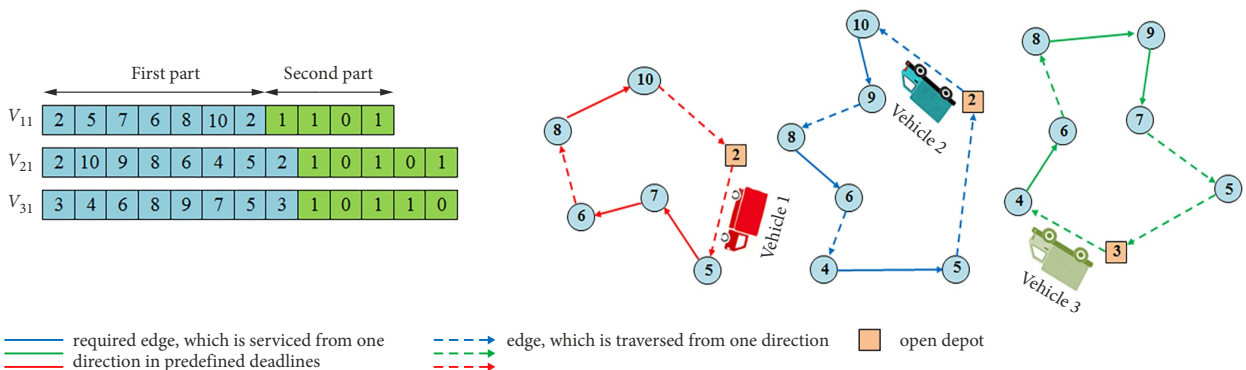 First part Second part
V11 2 5 7 6 8 10 2 1 1 0 1
V21 2 10 9 8 6 4 5 2 1 0 1 0 1
V31 3 4 6 8 9 7 5 3 1 0 1 1 0
10
8
2
7
6
5
Vehicle 1
10
9
2
8
6
4
5
Vehicle 2
8
9
7
6
5
4
3
Vehicle 3
required edge, which is serviced from one
direction in predefined deadlines
edge, which is traversed from one direction
open depot